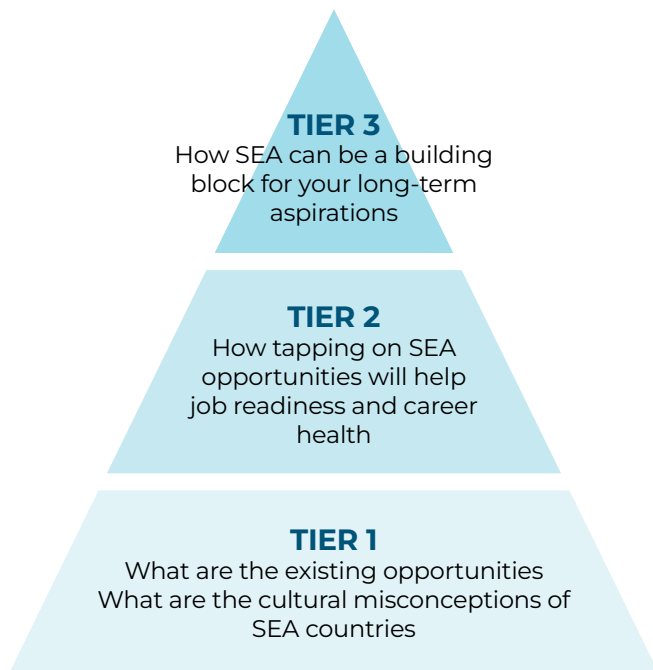 TIER 3
How SEA can be a building
block for your long-term
aspirations
TIER 2
How tapping on SEA
opportunities will help
job readiness and career
health
TIER 1
What are the existing opportunities
What are the cultural misconceptions of
SEA countries